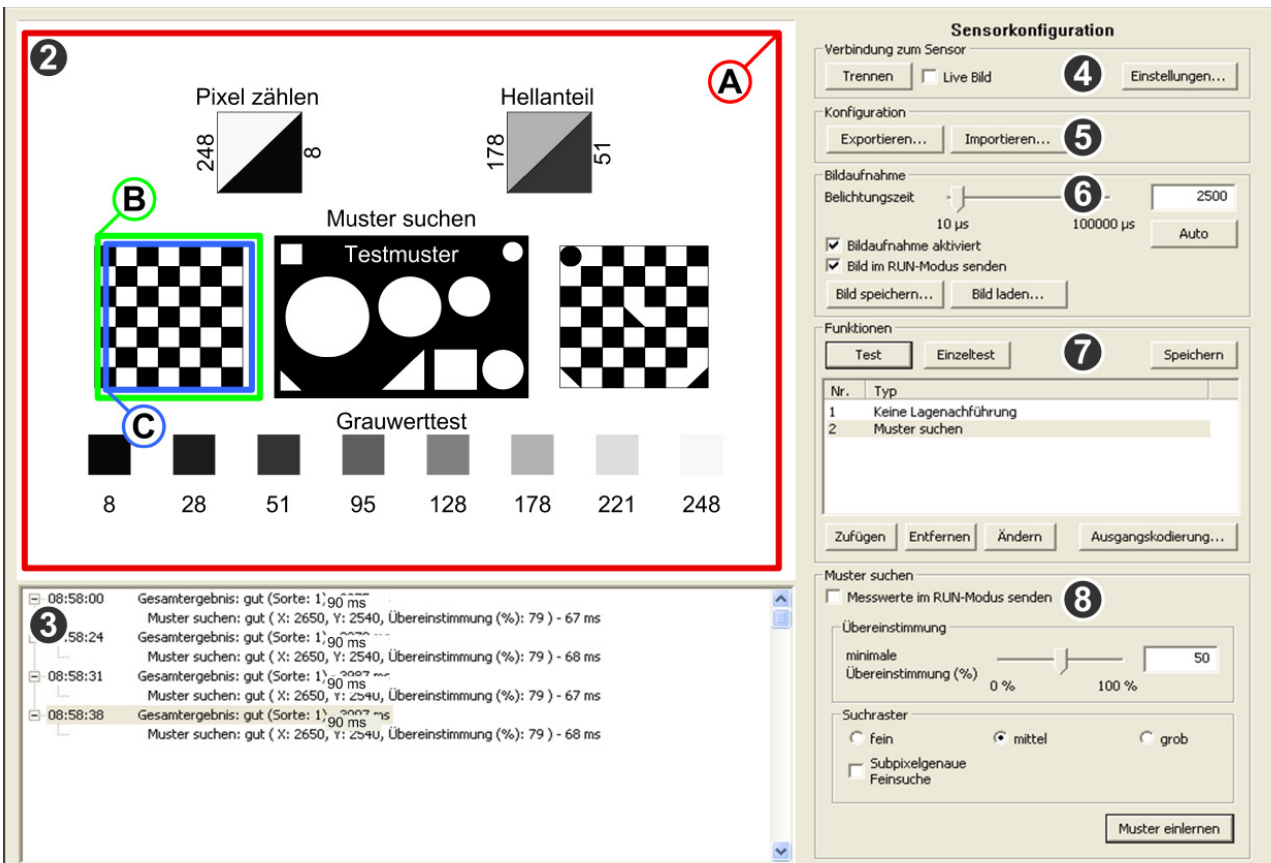 2
A
Pixel zählen
248
8
Hellanteil
178
51
B
Muster suchen
Testmuster
C
Grauwerttest
8 28 51 95 128 178 221 248
3
08:58:00 Gesamtergebnis: gut (Sorte: 1) 90 ms
Muster suchen: gut ( X: 2650, Y: 2540, Übereinstimmung (%): 79 ) - 67 ms
:58:24 Gesamtergebnis: gut (Sorte: 1) 90 ms
Muster suchen: gut ( X: 2650, Y: 2540, Übereinstimmung (%): 79 ) - 68 ms
08:58:31 Gesamtergebnis: gut (Sorte: 1) 90 ms
Muster suchen: gut ( X: 2650, Y: 2540, Übereinstimmung (%): 79 ) - 67 ms
08:58:38 Gesamtergebnis: gut (Sorte: 1) 90 ms
Muster suchen: gut ( X: 2650, Y: 2540, Übereinstimmung (%): 79 ) - 68 ms
Sensorkonfiguration
Verbindung zum Sensor
Trennen Live Bild 4 Einstellungen...
Konfiguration
Exportieren... Importieren... 5
Bildaufnahme
Belichtungszeit 6 2500
10 µs 100000 µs Auto
Bildaufnahme aktiviert
Bild im RUN-Modus senden
Bild speichern... Bild laden...
Funktionen
Test Einzeltest 7 Speichern
Nr. Typ
1 Keine Lagenachführung
2 Muster suchen
Zufügen Entfernen Ändern Ausgangskodierung...
Muster suchen
Messwerte im RUN-Modus senden 8
Übereinstimmung
minimale
Übereinstimmung (%) 50
0 % 100 %
Suchraster
fein mittel grob
Subpixelgenaue
Feinsuche
Muster einlernen